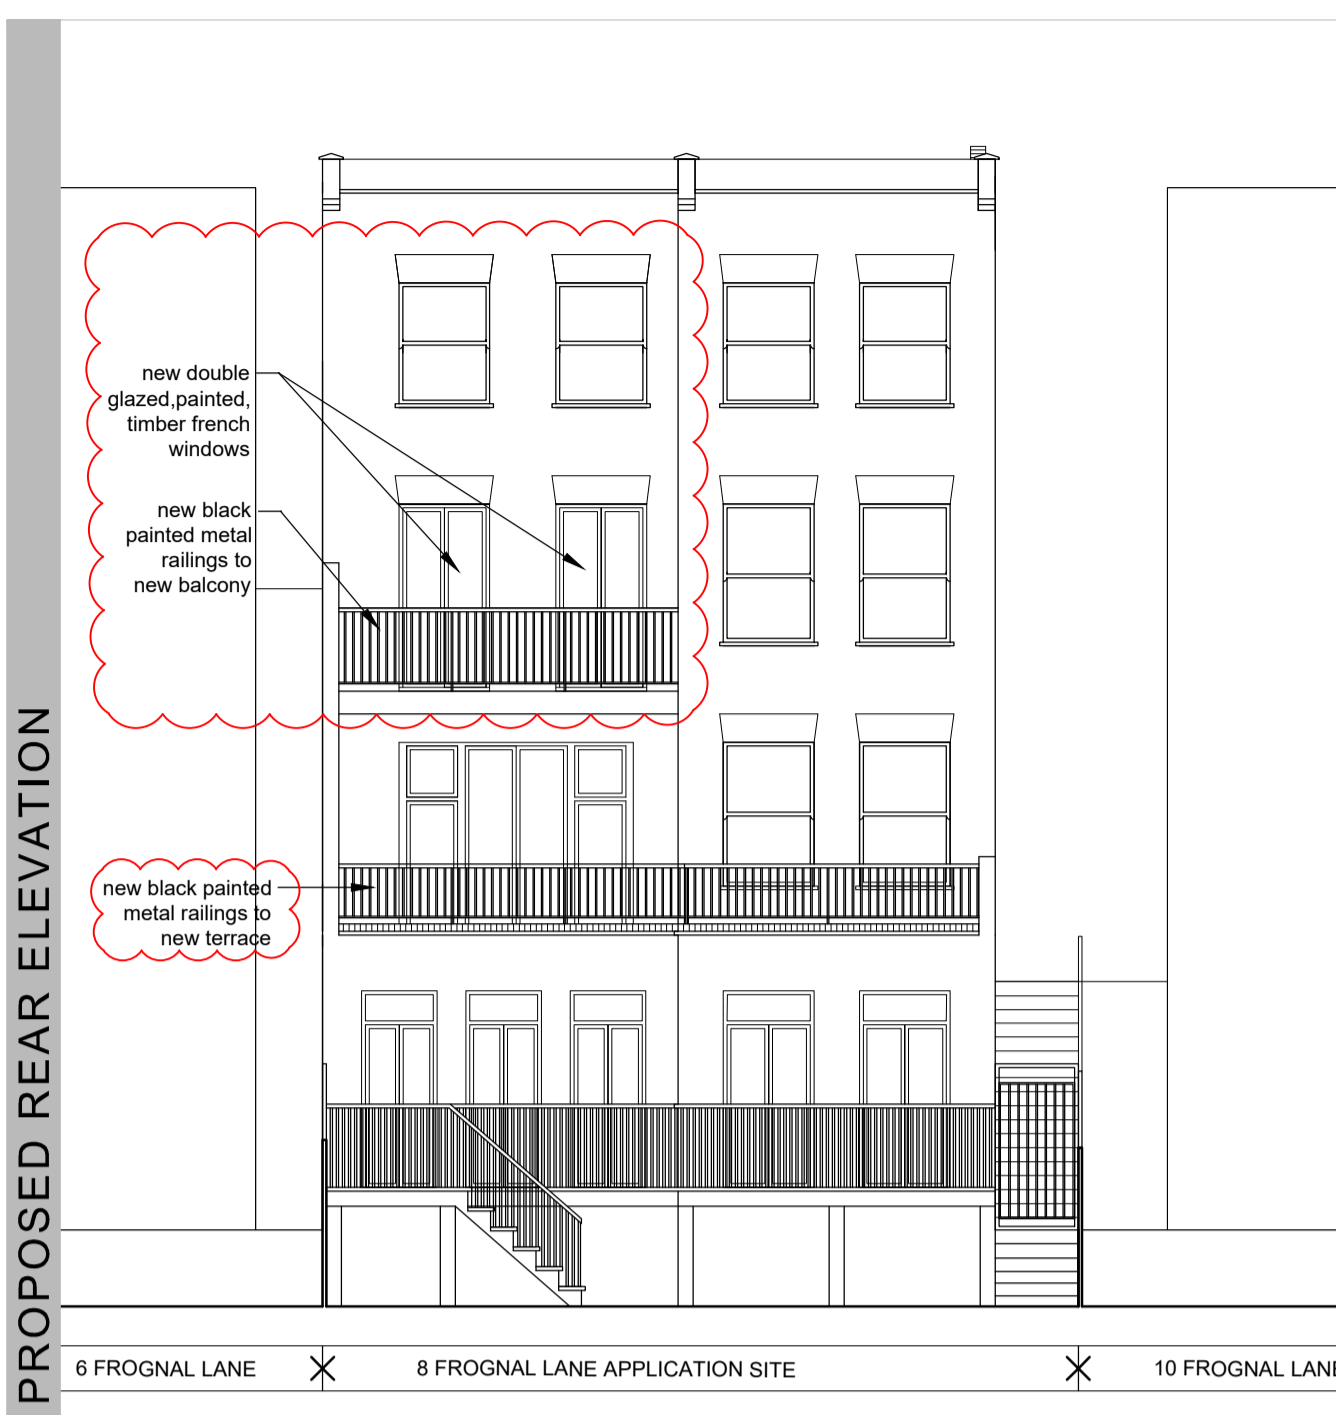 PROPOSED REAR ELEVATION
new double
glazed,painted,
timber french
windows
new black
painted metal
railings to
new balcony
new black painted
metal railings to
new terrace
6 FROGNAL LANE
8 FROGNAL LANE APPLICATION SITE
10 FROGNAL LANE